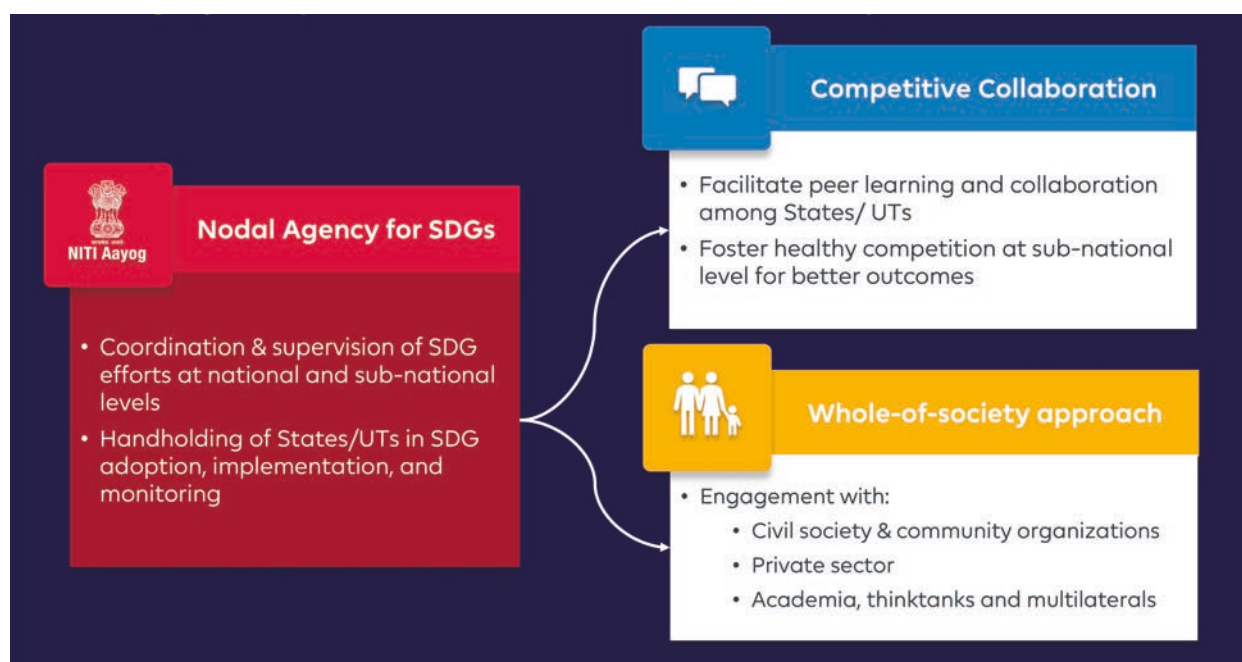 NITI Aayog
Nodal Agency for SDGs
• Coordination & supervision of SDG
efforts at national and sub-national
levels
• Handholding of States/UTs in SDG
adoption, implementation, and
monitoring
Competitive Collaboration
• Facilitate peer learning and collaboration
among States/ UTs
• Foster healthy competition at sub-national
level for better outcomes
Whole-of-society approach
• Engagement with:
• Civil society & community organizations
• Private sector
• Academia, thinktanks and multilaterals